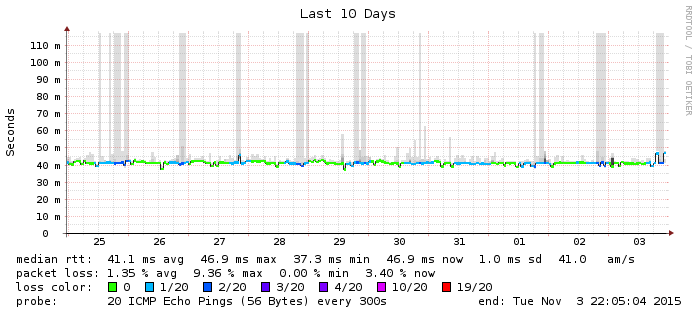 Last 10 Days
RRDTOOL / TOBI OETIKER
Seconds
110 m
100 m
90 m
80 m
70 m
60 m
50 m
40 m
30 m
20 m
10 m
0
25 26 27 28 29 30 31 01 02 03
median rtt: 41.1 ms avg 46.9 ms max 37.3 ms min 46.9 ms now 1.0 ms sd 41.0 am/s
packet loss: 1.35 % avg 9.36 % max 0.00 % min 3.40 % now
loss color: 0 1/20 2/20 3/20 4/20 10/20 19/20
probe: 20 ICMP Echo Pings (56 Bytes) every 300s end: Tue Nov 3 22:05:04 2015